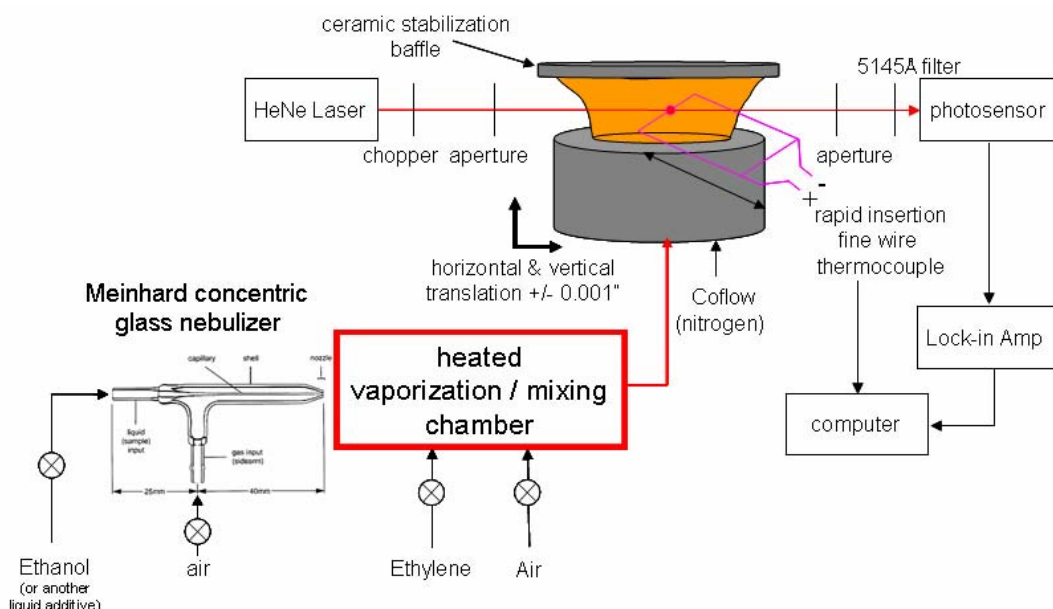 ceramic stabilization
baffle
5145Å filter
HeNe Laser
photosensor
chopper
aperture
aperture
+ -
rapid insertion
fine wire
thermocouple
horizontal & vertical
translation +/- 0.001"
Coflow
(nitrogen)
Meinhard concentric
glass nebulizer
capillary
shell
nozzle
liquid
(sample)
input
gas input
(sidearm)
25mm
40mm
heated
vaporization / mixing
chamber
Lock-in Amp
computer
Ethanol
(or another
liquid additive)
air
Ethylene
Air